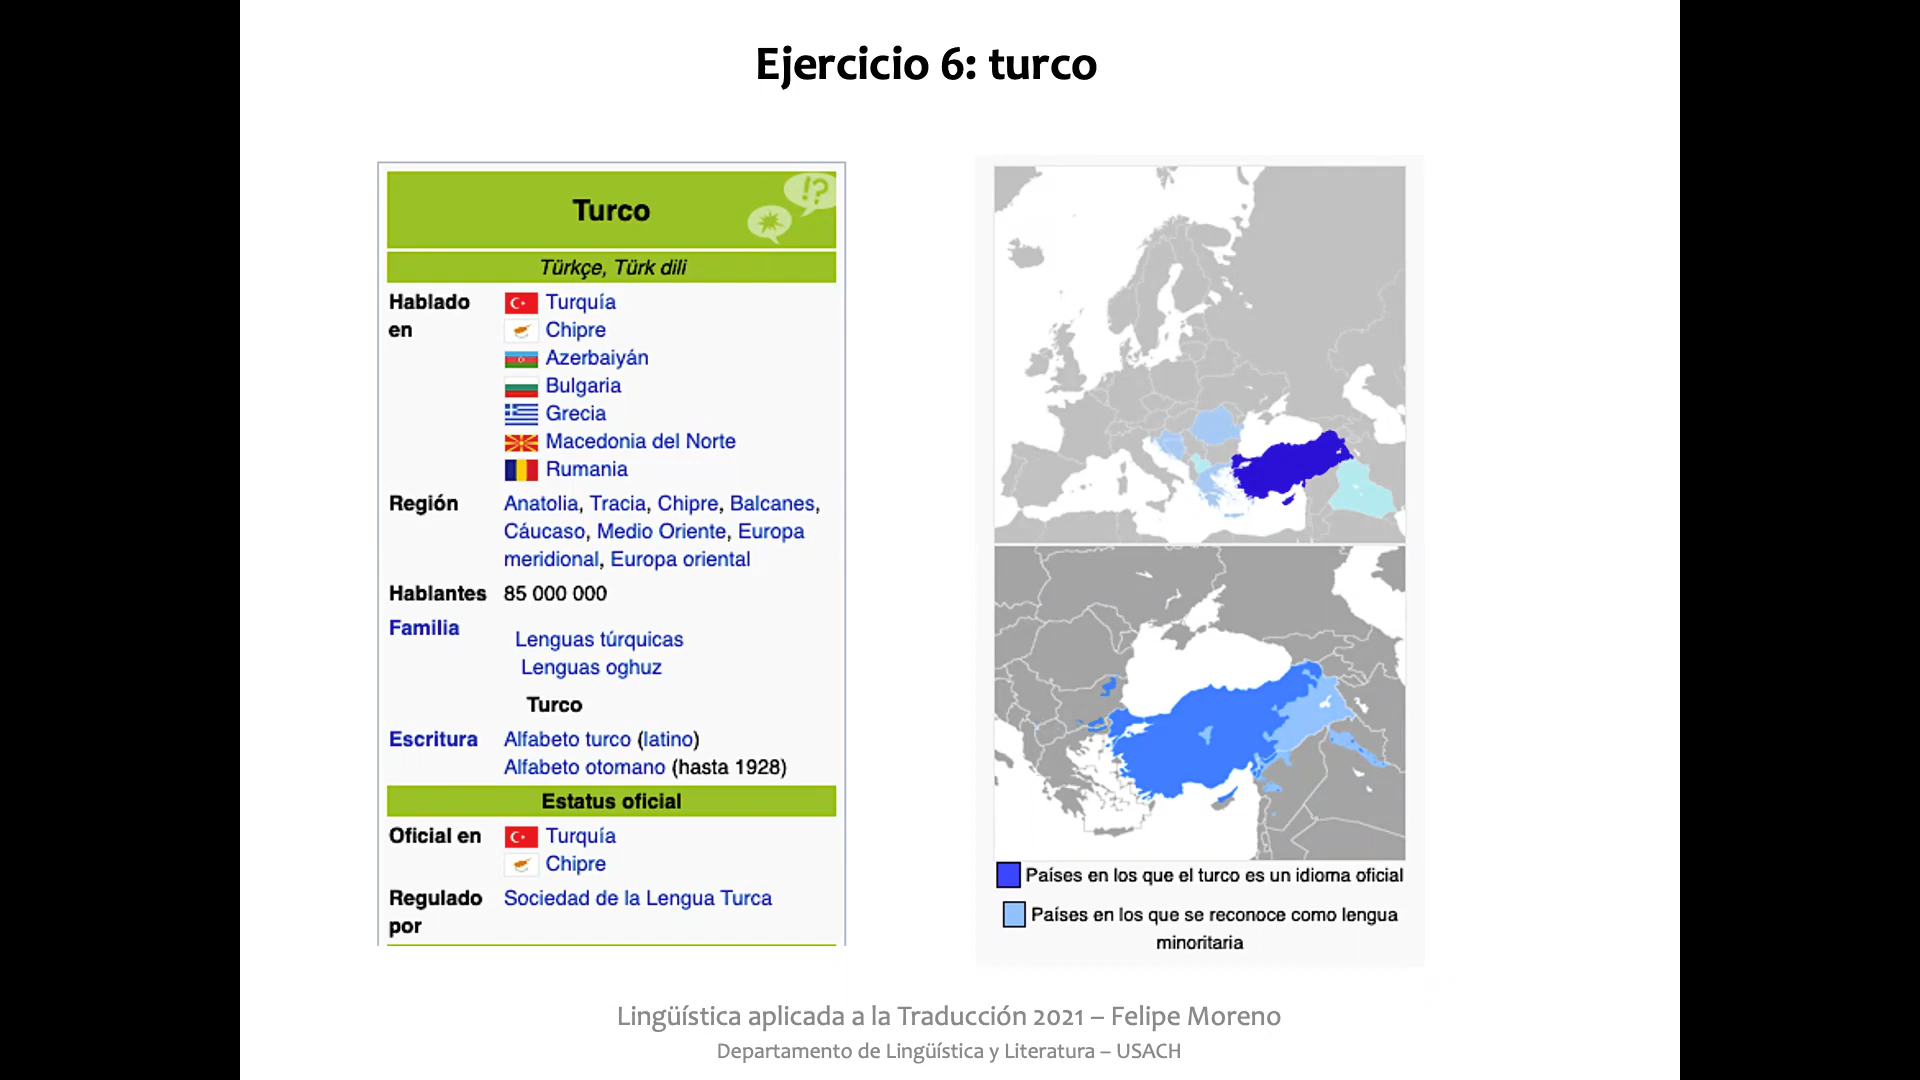 Ejercicio 6: turco
Turco
!?
Türkçe, Türk dili
Hablado en
Turquía
Chipre
Azerbaiyán
Bulgaria
Grecia
Macedonia del Norte
Rumania
Región
Anatolia, Tracia, Chipre, Balcanes,
Cáucaso, Medio Oriente, Europa
meridional, Europa oriental
Hablantes 85 000 000
Familia
Lenguas túrquicas
Lenguas oghuz
Turco
Escritura
Alfabeto turco (latino)
Alfabeto otomano (hasta 1928)
Estatus oficial
Oficial en
Turquía
Chipre
Regulado por
Sociedad de la Lengua Turca
Países en los que el turco es un idioma oficial
Países en los que se reconoce como lengua
minoritaria
Lingüística aplicada a la Traducción 2021 – Felipe Moreno
Departamento de Lingüística y Literatura – USACH